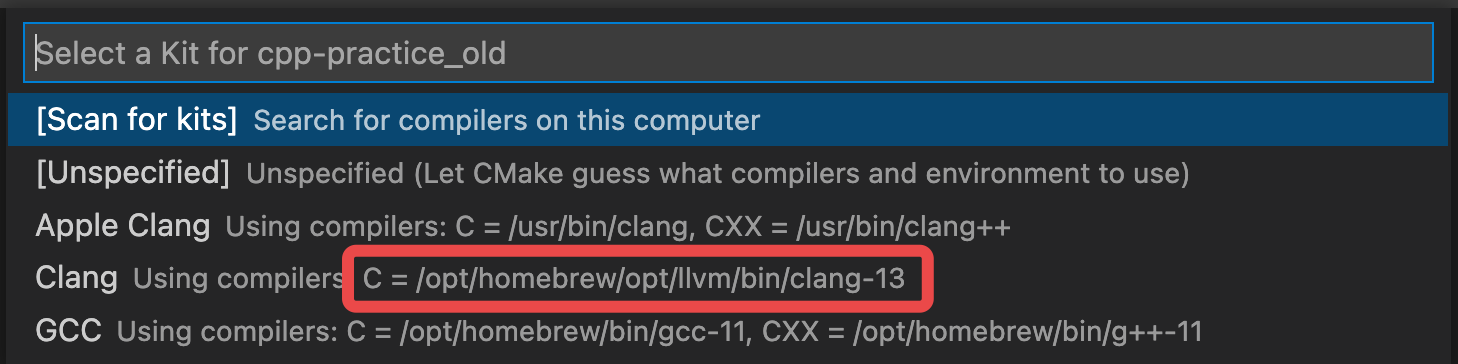 Select a Kit for cpp-practice_old
[Scan for kits] Search for compilers on this computer
[Unspecified] Unspecified (Let CMake guess what compilers and environment to use)
Apple Clang Using compilers: C = /usr/bin/clang, CXX = /usr/bin/clang++
Clang Using compilers C = /opt/homebrew/opt/llvm/bin/clang-13
GCC Using compilers: C = /opt/homebrew/bin/gcc-11, CXX = /opt/homebrew/bin/g++-11